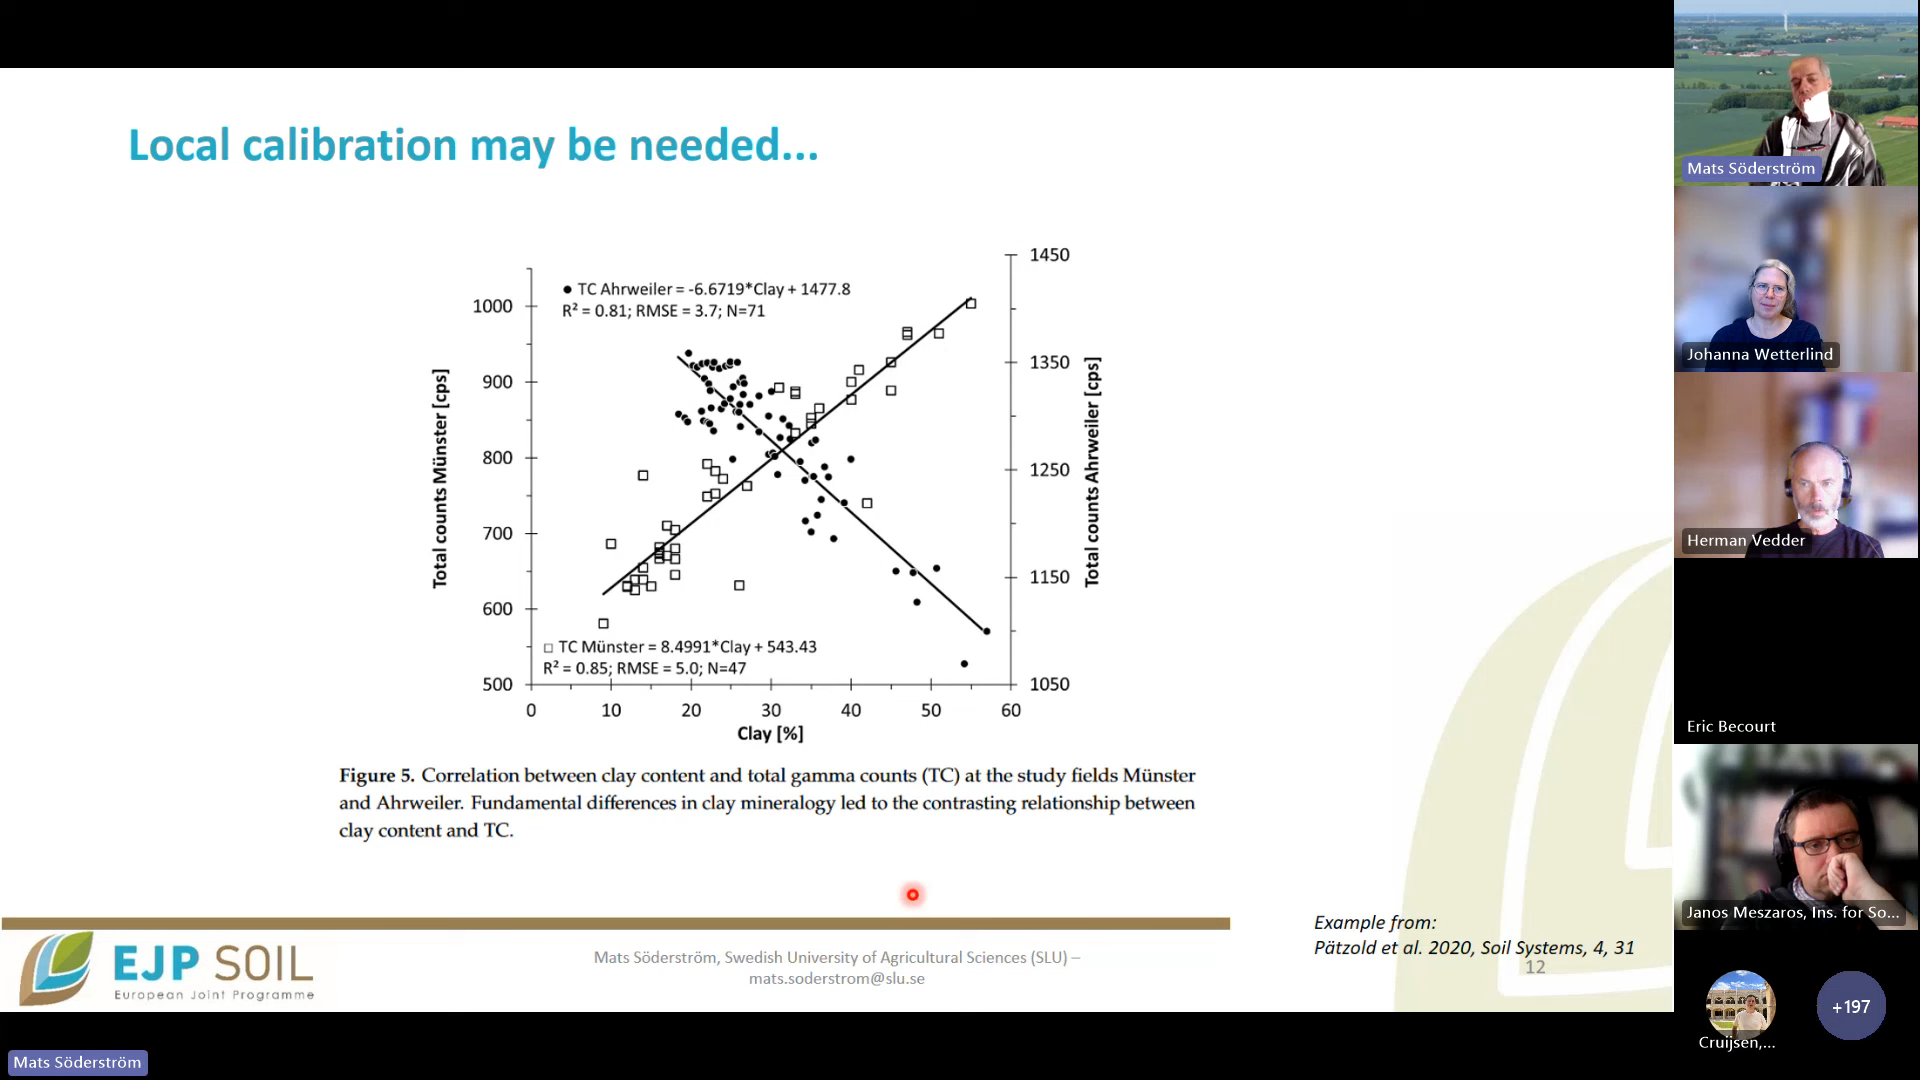 Local calibration may be needed...
● TC Ahrweiler = -6.6719*Clay + 1477.8
R² = 0.81; RMSE = 3.7; N=71
□ TC Münster = 8.4991*Clay + 543.43
R² = 0.85; RMSE = 5.0; N=47
Total counts Münster [cps]
1000
900
800
700
600
500
Total counts Ahrweiler [cps]
1450
1350
1250
1150
1050
0 10 20 30 40 50 60
Clay [%]
Figure 5. Correlation between clay content and total gamma counts (TC) at the study fields Münster
and Ahrweiler. Fundamental differences in clay mineralogy led to the contrasting relationship between
clay content and TC.
Example from:
Pätzold et al. 2020, Soil Systems, 4, 31
12
EJP SOIL
European Joint Programme
Mats Söderström, Swedish University of Agricultural Sciences (SLU) –
mats.soderstrom@slu.se
Mats Söderström
Mats Söderström
Johanna Wetterlind
Herman Vedder
Eric Becourt
Janos Meszaros, Ins. for So...
Cruijsen,...
+197